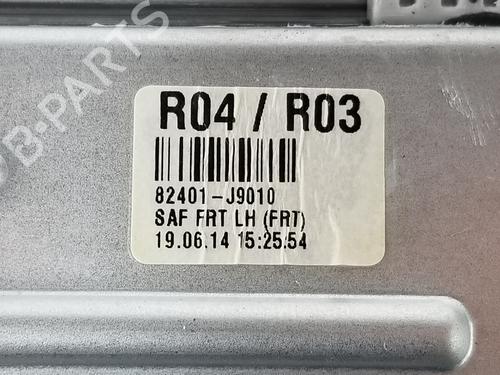 R04 / R03
82401-J9010
SAF FRT LH (FRT)
19.06.14 15:25:54
B-PARTS